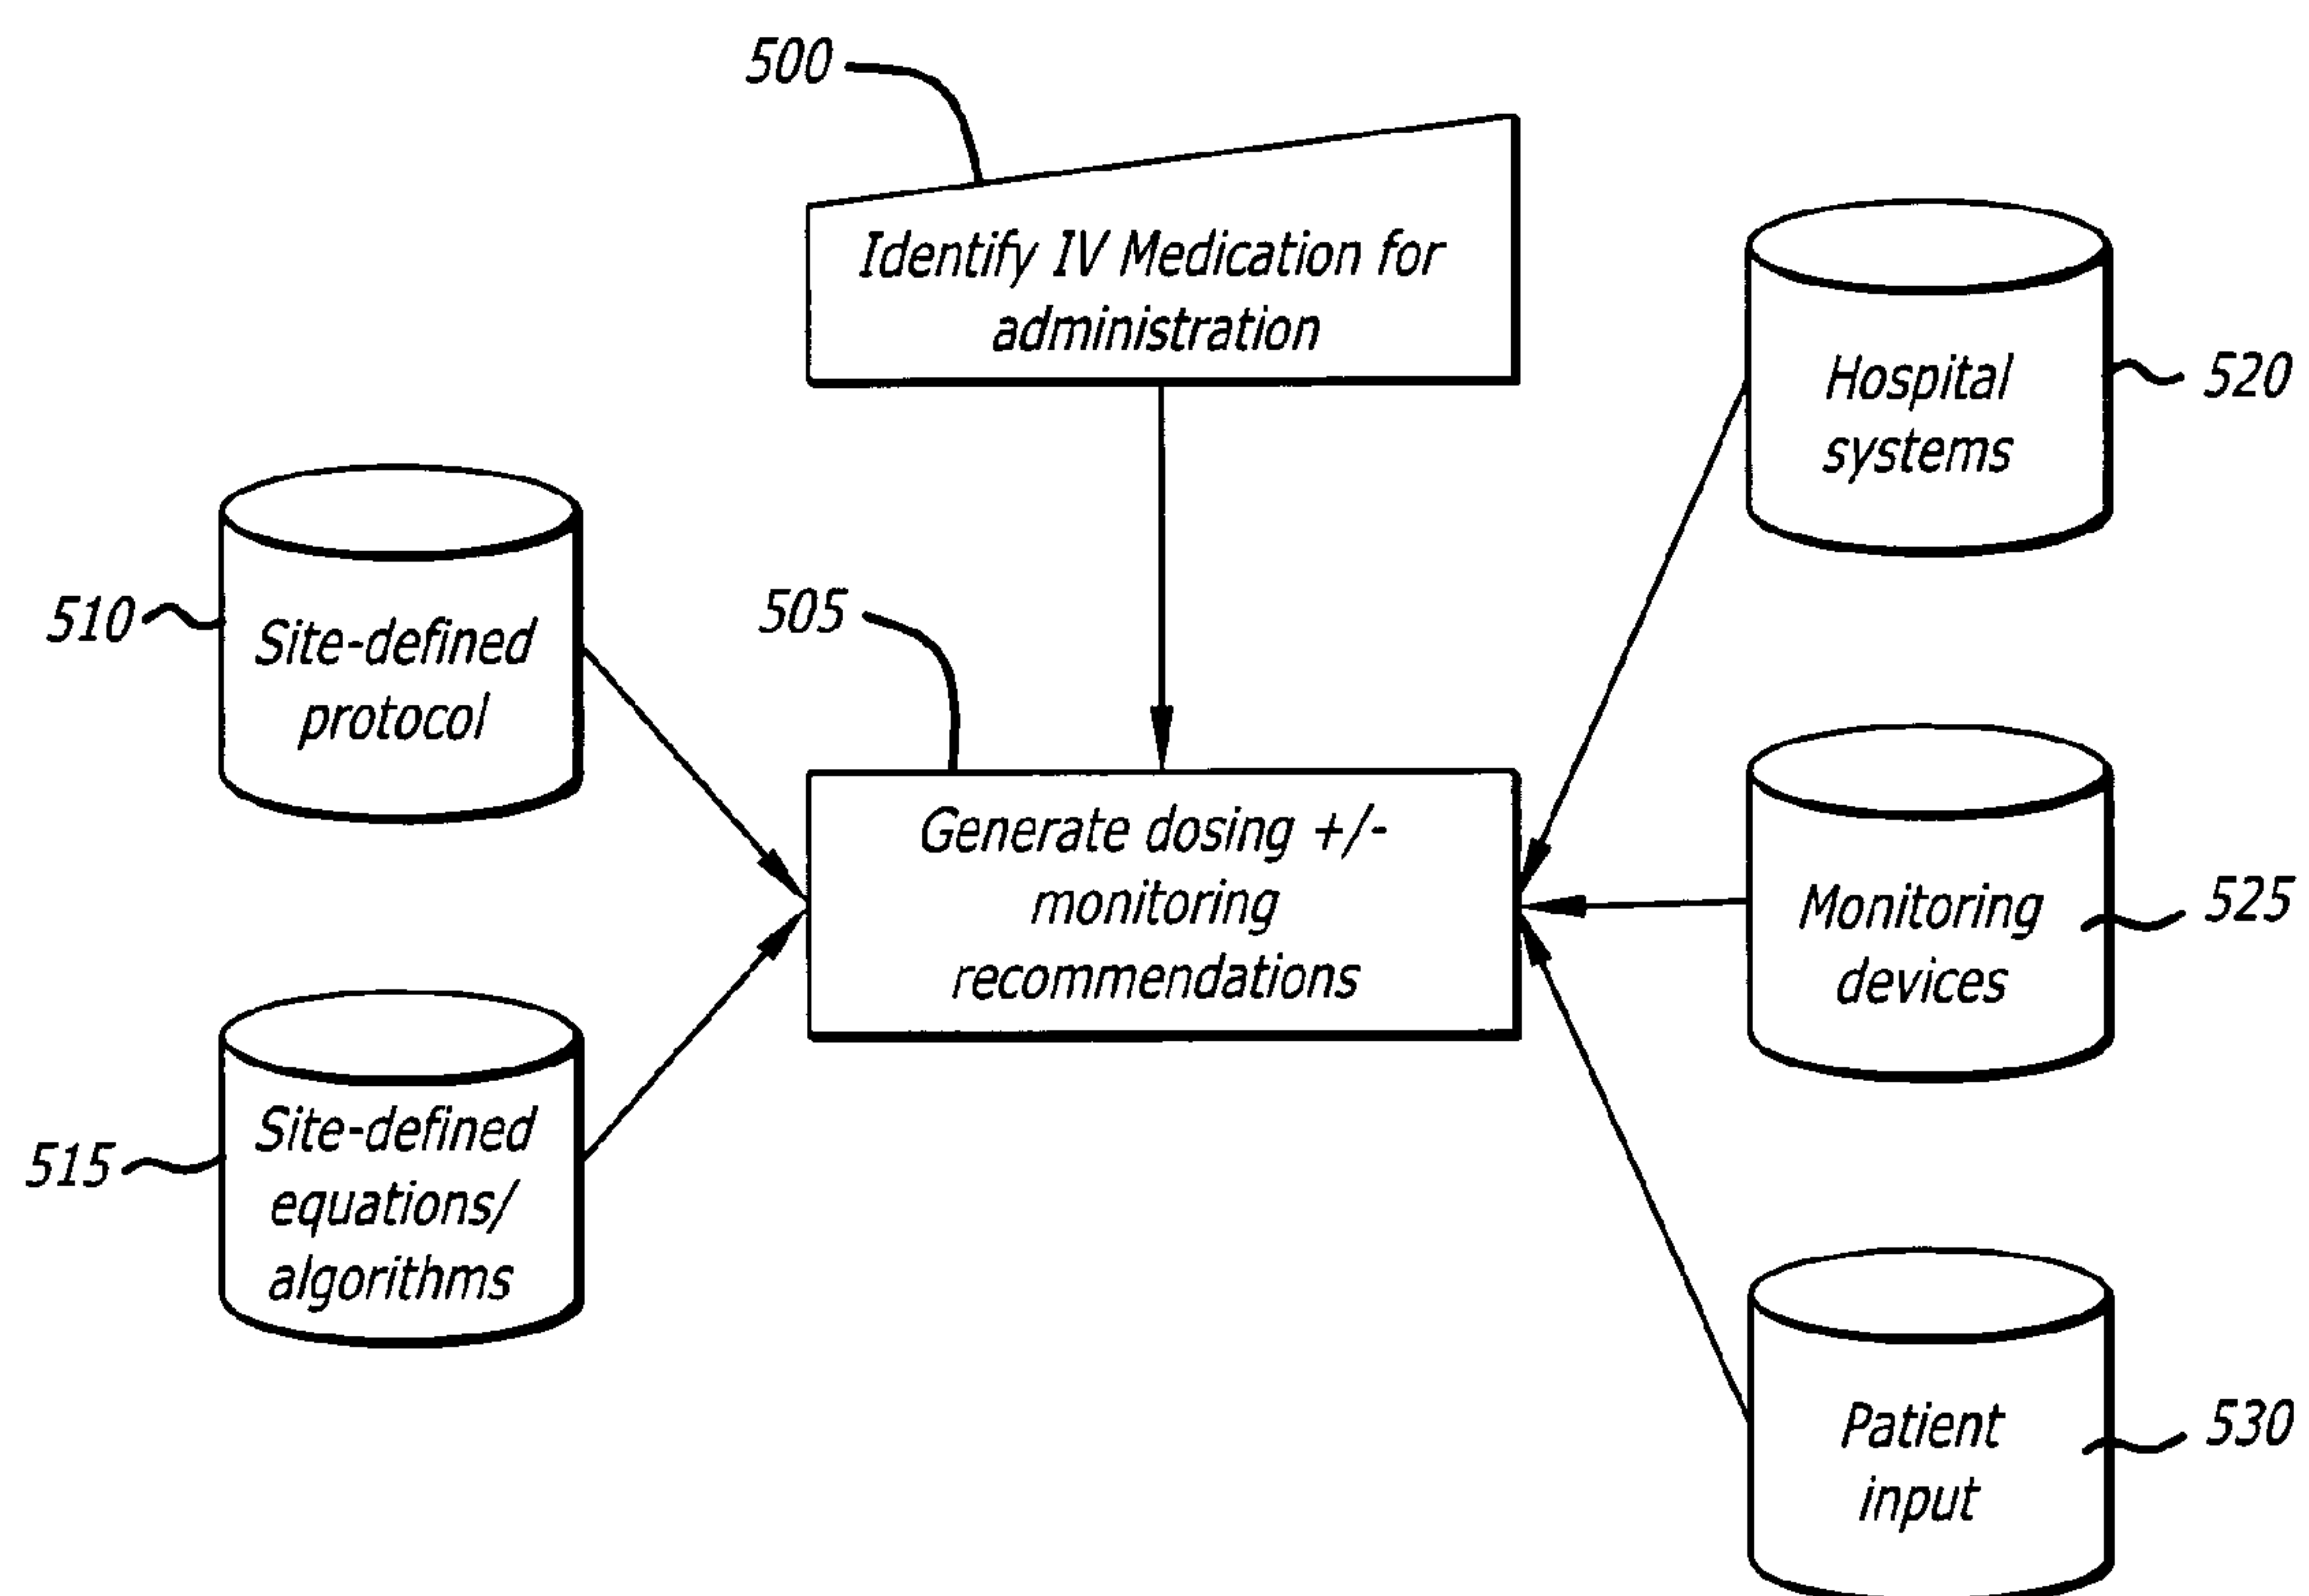 500
Identify IV Medication for
administration
Hospital
systems
520
510
Site-defined
protocol
505
Generate dosing +/-
monitoring
recommendations
Monitoring
devices
525
515
Site-defined
equations/
algorithms
Patient
input
530